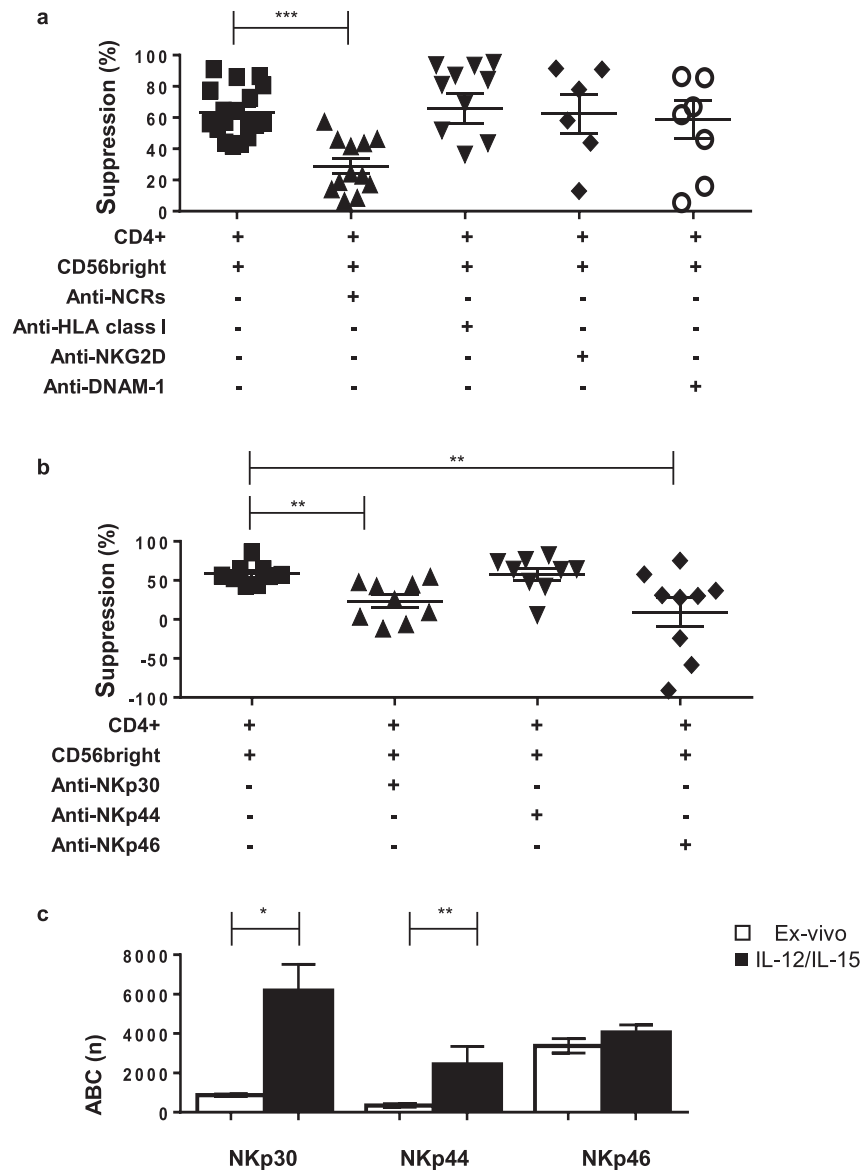 a
***
Suppression (%)
100
80
60
40
20
0
CD4+ + + + + +
CD56bright + + + + +
Anti-NCRs - + - - -
Anti-HLA class I - - + - -
Anti-NKG2D - - - + -
Anti-DNAM-1 - - - - +
b
**
**
Suppression (%)
100
50
0
-50
-100
CD4+ + + + +
CD56bright + + + +
Anti-NKp30 - + - -
Anti-NKp44 - - + -
Anti-NKp46 - - - +
c
* **
Ex-vivo
IL-12/IL-15
ABC (n)
8000
6000
4000
2000
0
NKp30 NKp44 NKp46